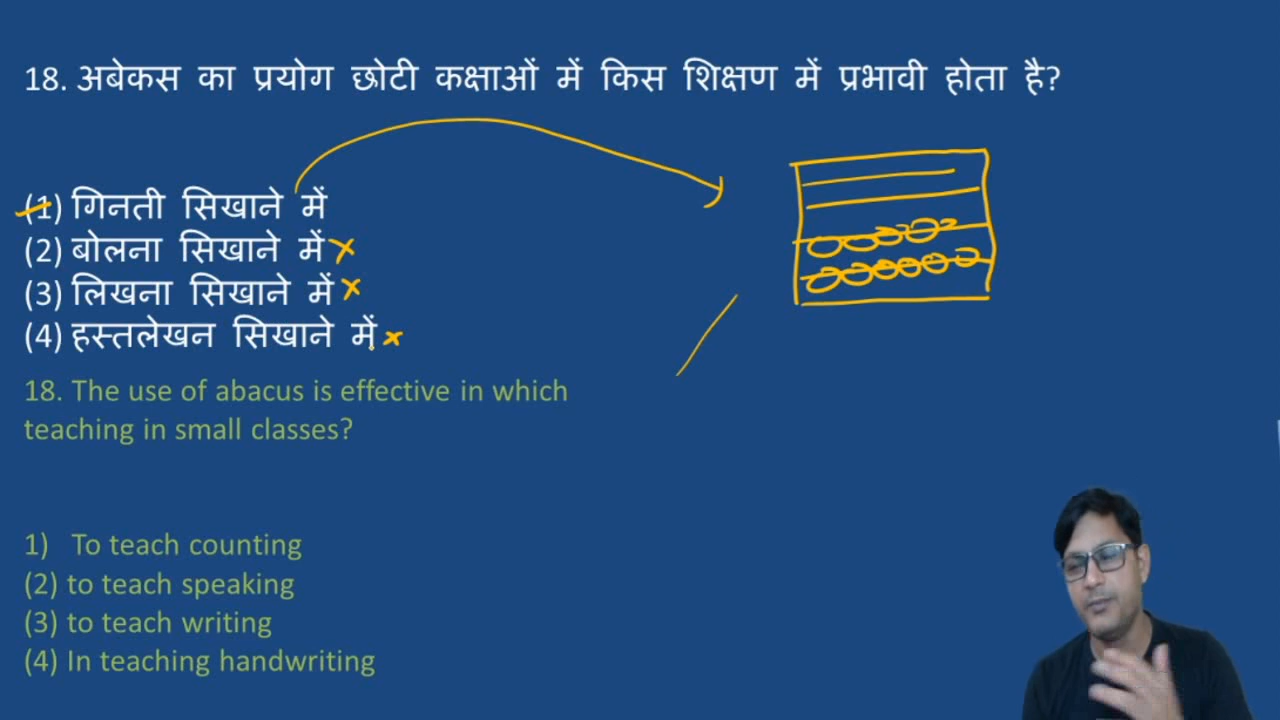 18. अबेकस का प्रयोग छोटी कक्षाओं में किस शिक्षण में प्रभावी होता है?
(1) गिनती सिखाने में
(2) बोलना सिखाने में
(3) लिखना सिखाने में
(4) हस्तलेखन सिखाने में
18. The use of abacus is effective in which
teaching in small classes?
1) To teach counting
(2) to teach speaking
(3) to teach writing
(4) In teaching handwriting